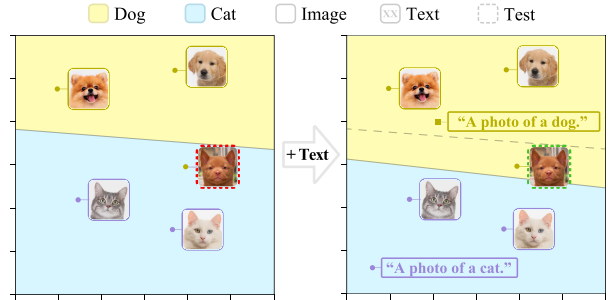 Dog
Cat
Image
XX Text
Test
+ Text
“A photo of a dog.”
“A photo of a cat.”